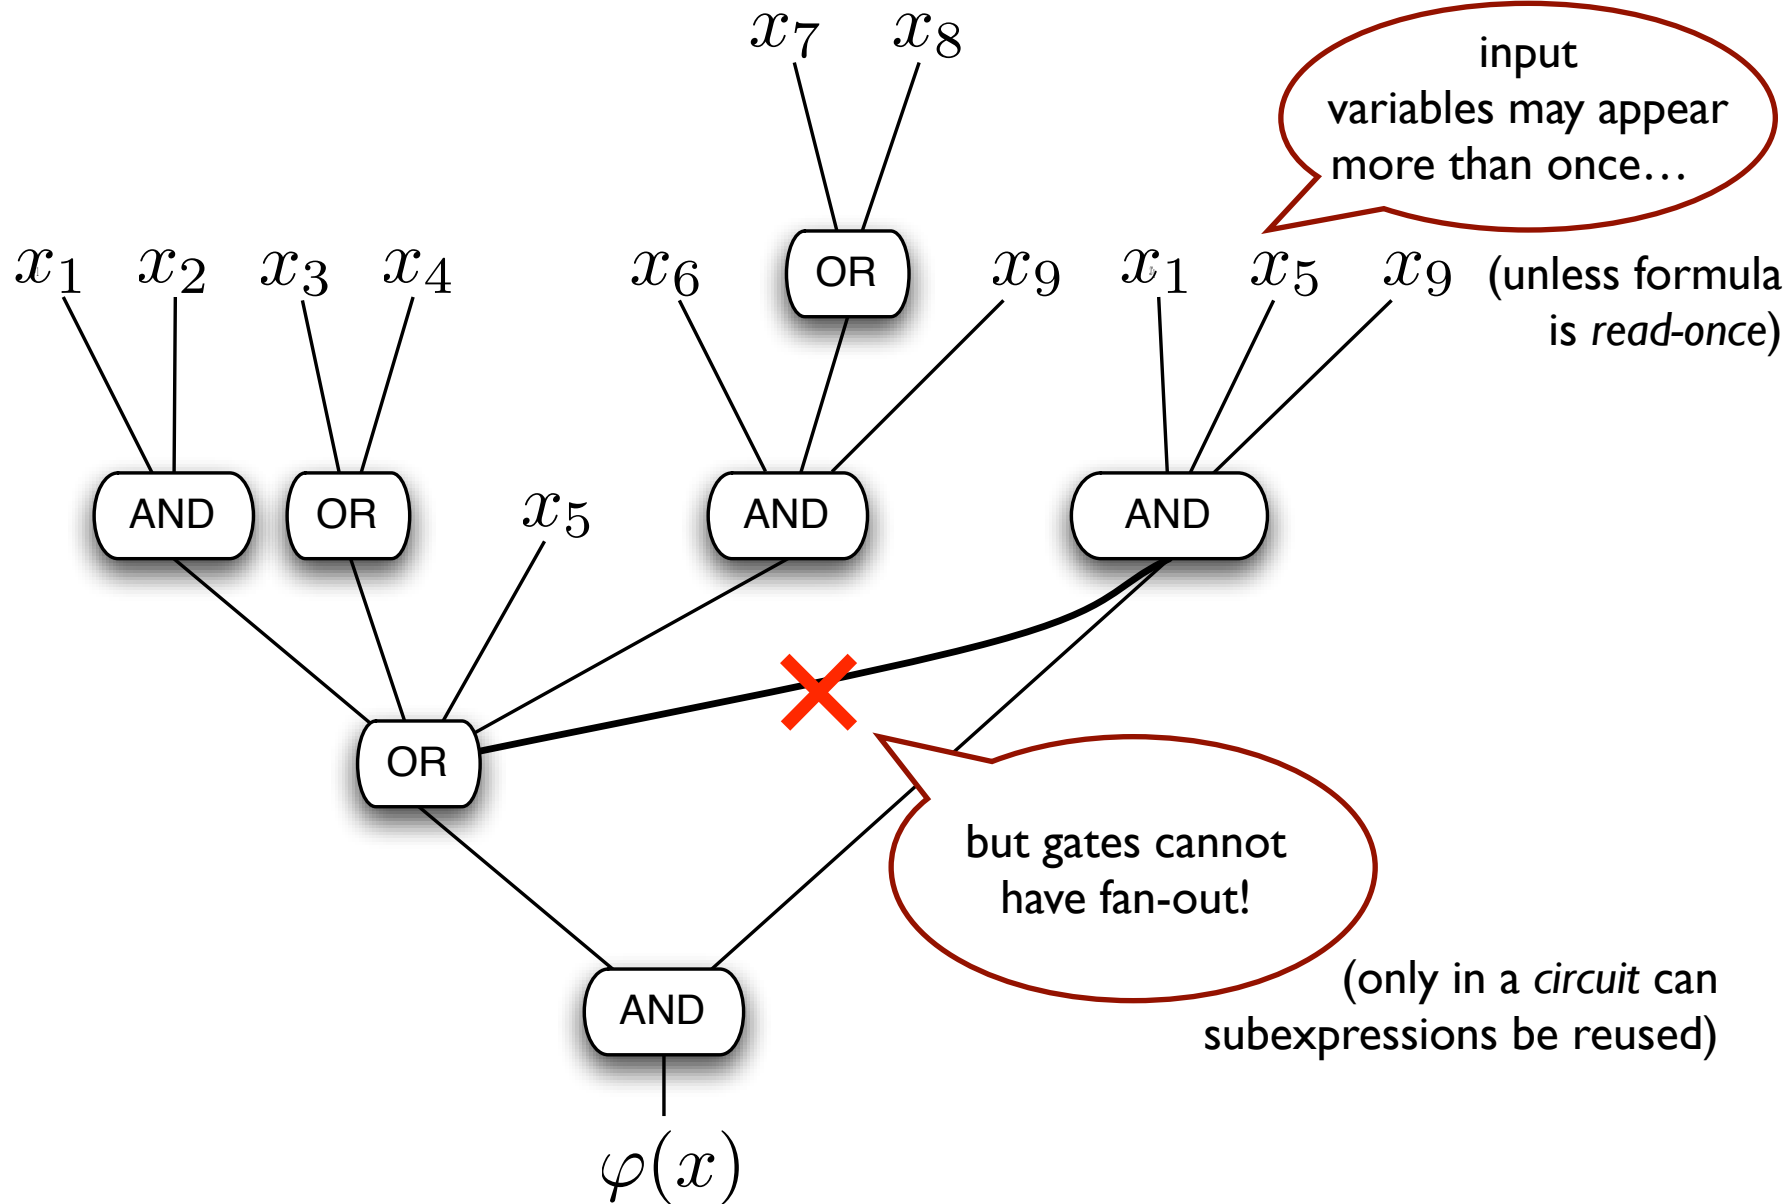 x₇ x₈
input
variables may appear
more than once…
x₁ x₂ x₃ x₄ x₆ OR x₉ x₁ x₅ x₉ (unless formula
is read-once)
AND OR x₅ AND AND
OR
but gates cannot
have fan-out!
(only in a circuit can
AND
subexpressions be reused)
φ(x)